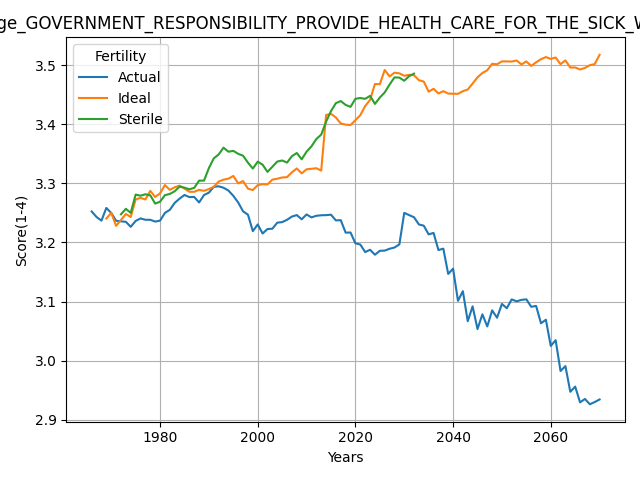 ge_GOVERNMENT_RESPONSIBILITY_PROVIDE_HEALTH_CARE_FOR_THE_SICK_W
Fertility
Actual
Ideal
Sterile
Score(1-4)
3.5
3.4
3.3
3.2
3.1
3.0
2.9
1980 2000 2020 2040 2060
Years